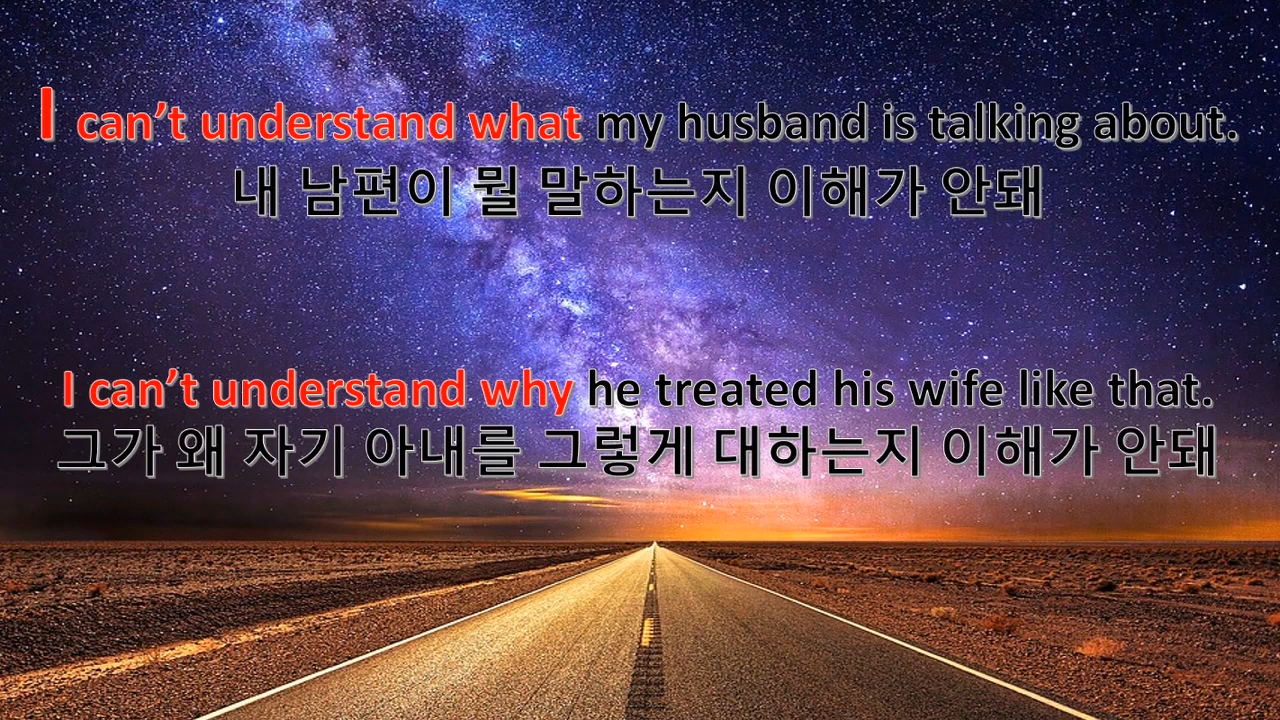 I can’t understand what my husband is talking about.
내 남편이 뭘 말하는지 이해가 안돼
I can’t understand why he treated his wife like that.
그가 왜 자기 아내를 그렇게 대하는지 이해가 안돼